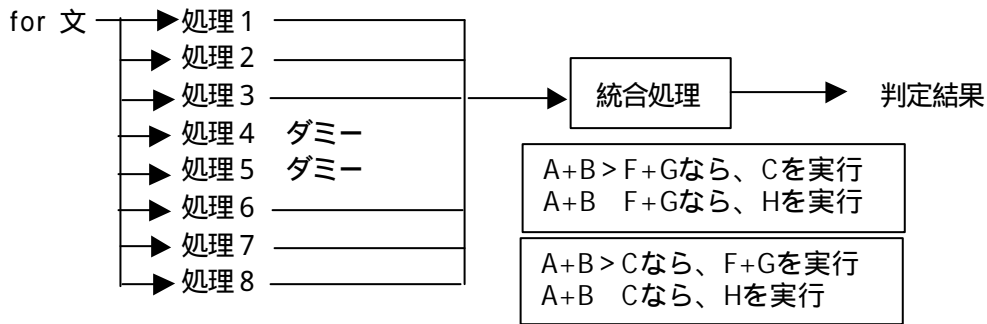 for 文
処理1
処理2
処理3
処理4 ダミー
処理5 ダミー
処理6
処理7
処理8
統合処理
判定結果
A+B>F+Gなら、Cを実行
A+B F+Gなら、Hを実行
A+B>Cなら、F+Gを実行
A+B Cなら、Hを実行